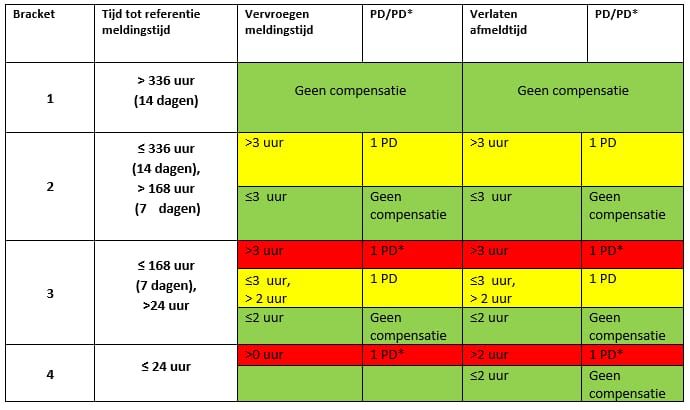 Bracket
Tijd tot referentie
meldingstijd
Vervroegen
meldingstijd
PD/PD*
Verlaten
afmeldtijd
PD/PD*
1
> 336 uur
(14 dagen)
Geen compensatie
Geen compensatie
2
≤ 336 uur
(14 dagen),
> 168 uur
(7 dagen)
>3 uur
1 PD
>3 uur
1 PD
≤3 uur
Geen
compensatie
≤3 uur
Geen
compensatie
3
≤ 168 uur
(7 dagen),
>24 uur
>3 uur
1 PD*
>3 uur
1 PD*
≤3 uur,
> 2 uur
1 PD
≤3 uur,
> 2 uur
1 PD
≤2 uur
Geen
compensatie
≤2 uur
Geen
compensatie
4
≤ 24 uur
>0 uur
1 PD*
>2 uur
1 PD*
≤2 uur
Geen
compensatie